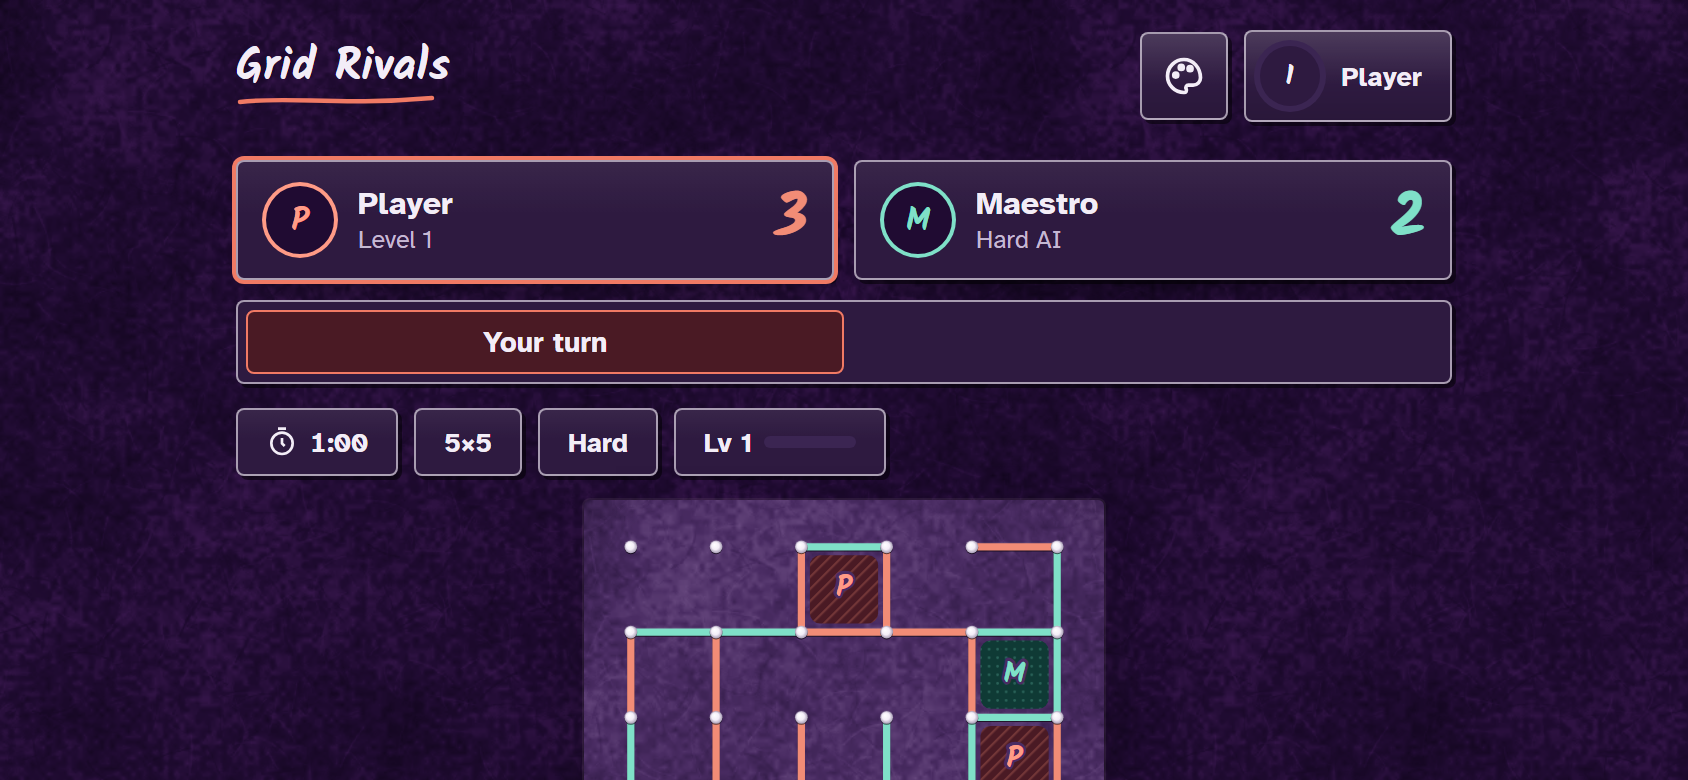 Grid Rivals
1 Player
P Player 3
Level 1
M Maestro 2
Hard AI
Your turn
1:00 5×5 Hard Lv 1
P
M
P